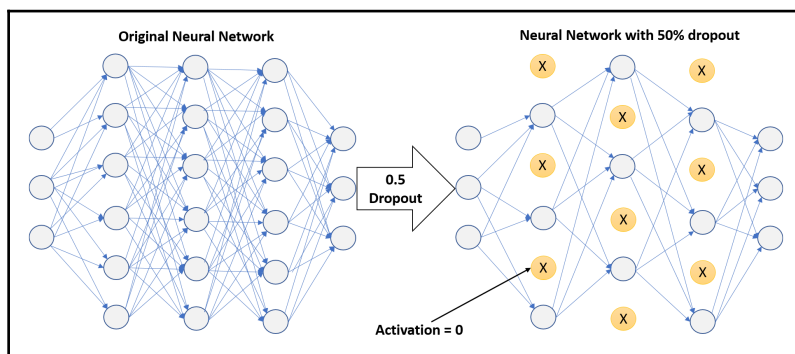 Original Neural Network
Neural Network with 50% dropout
X
X
X
X
X
X
X
X
X
0.5
Dropout
Activation = 0